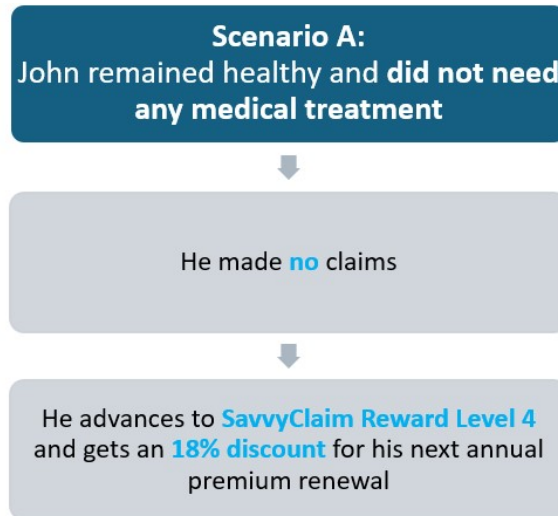 Scenario A:
John remained healthy and did not need
any medical treatment
He made no claims
He advances to SavvyClaim Reward Level 4
and gets an 18% discount for his next annual
premium renewal